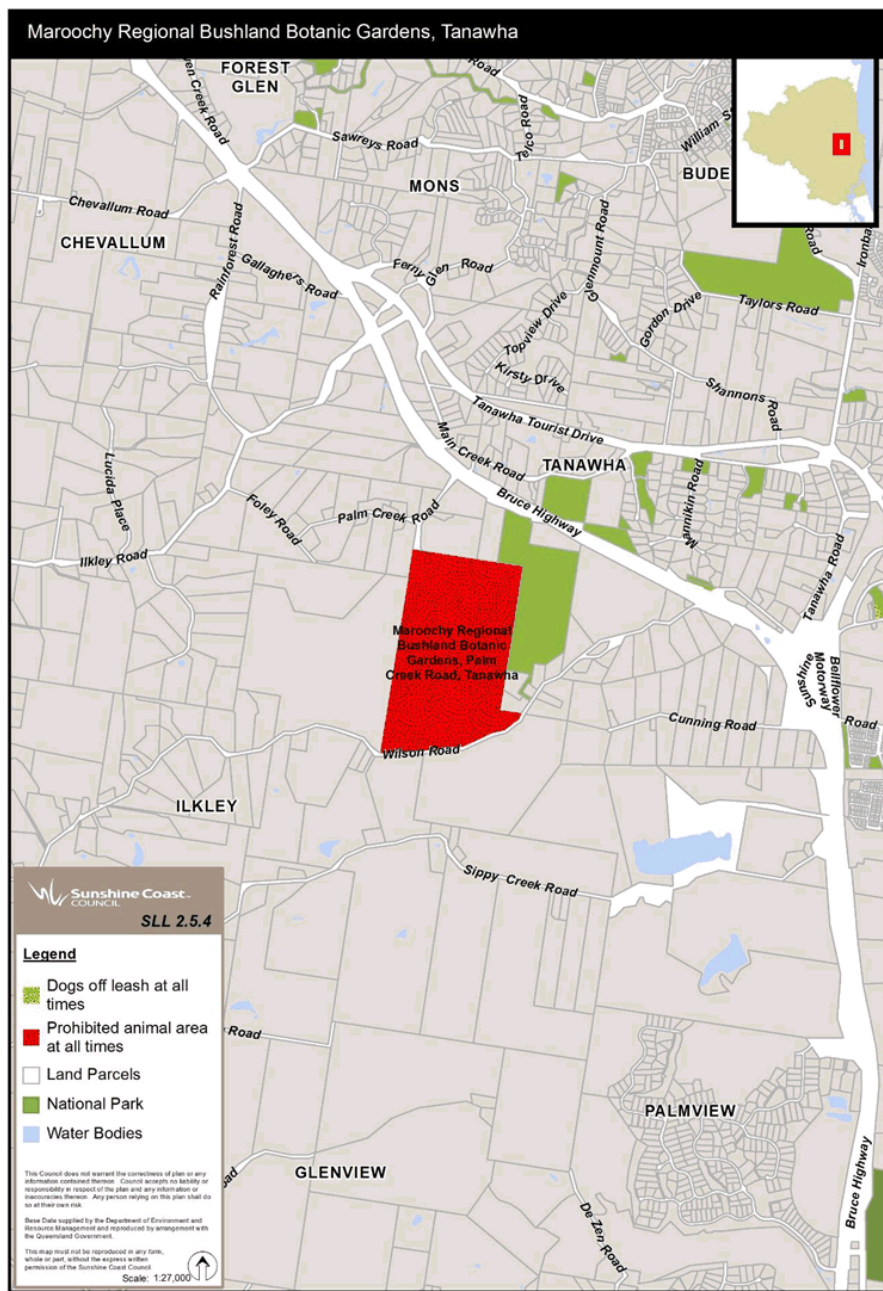 Maroochy Regional Bushland Botanic Gardens, Tanawha
FOREST
GLEN
Road
Sawreys Road
Telco Road
MONS
BUDE
Chevallum Road
CHEVALLUM
Rainforest Road
Gallaghers Road
Ferny Glen Road
Glenmount Road
Road
Topview Drive
Gordon Drive
Taylors Road
Kirsty Drive
Shannons Road
Tanawha Tourist Drive
Main Creek Road
TANAWHA
Lucida Place
Foley Road
Palm Creek Road
Bruce Highway
Mannikin Road
Ilkley Road
Tanawha Road
Maroochy Regional
Bushland Botanic
Gardens, Palm
Creek Road, Tanawha
Sunshine
Motorway
Bellflower
Road
Cunning Road
Wilson Road
ILKLEY
Sippy Creek Road
Sunshine Coast
COUNCIL
SLL 2.5.4
Legend
Dogs off leash at all
times
Prohibited animal area
at all times
Land Parcels
National Park
Water Bodies
Road
PALMVIEW
GLENVIEW
De Zen Road
Bruce Highway
This Council does not warrant the correctness of plan or any
information contained thereon. Council accepts no liability or
responsibility in respect of the plan and any information or
inaccuracies thereon. Any person relying on this plan shall do
so at their own risk.
Base Data supplied by the Department of Environment and
Resource Management and reproduced by arrangement with
the Queensland Government.
This map must not be reproduced in any form,
whole or part, without the express written
permission of the Sunshine Coast Council
Scale: 1:27,000